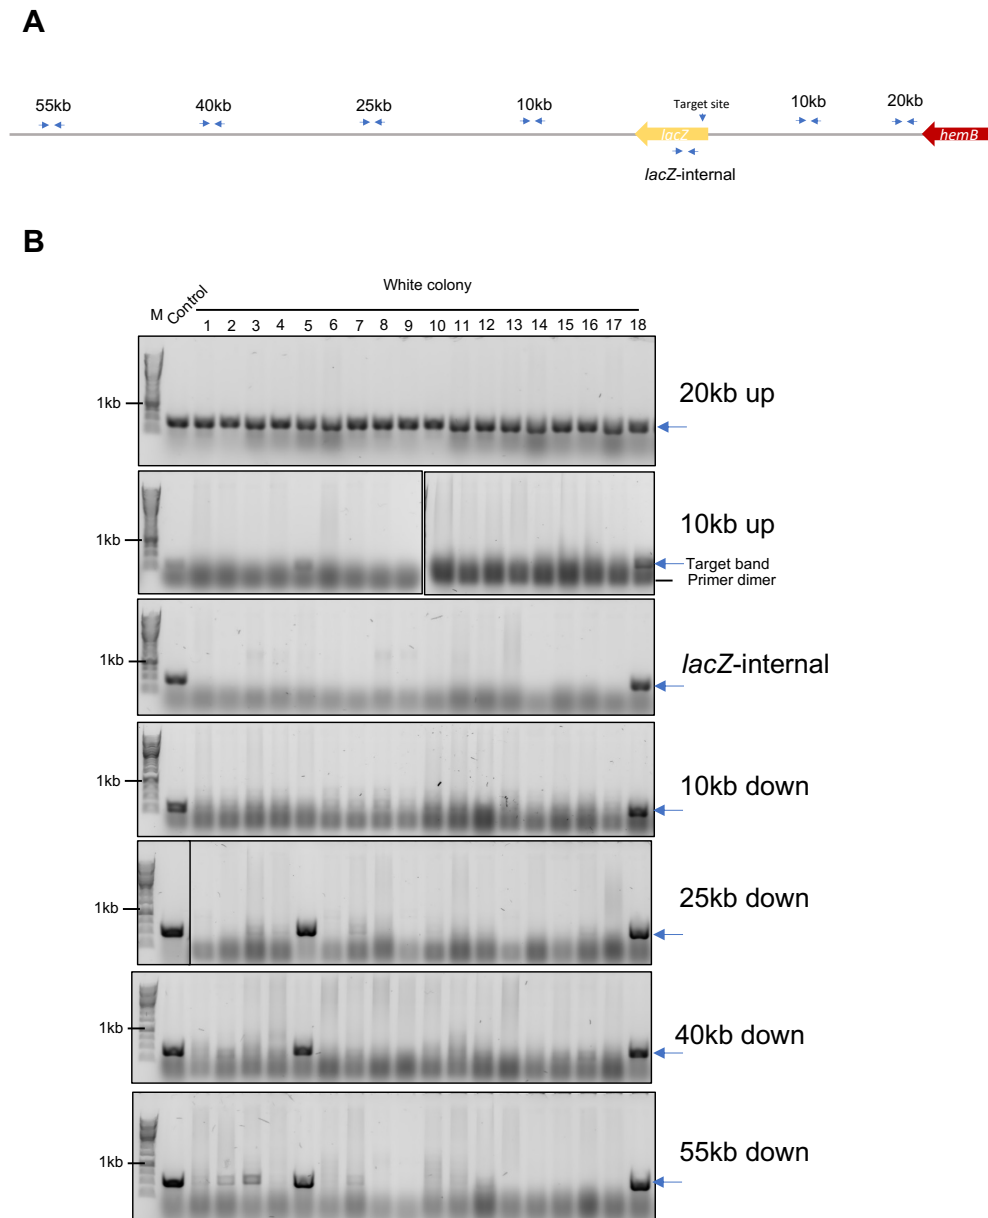 A
55kb 40kb 25kb 10kb Target site 10kb 20kb
lacZ hemB
lacZ-internal
B
White colony
M Control 1 2 3 4 5 6 7 8 9 10 11 12 13 14 15 16 17 18
20kb up
1kb
10kb up
1kb
Target band
Primer dimer
1kb
lacZ-internal
1kb
10kb down
25kb down
1kb
1kb
40kb down
55kb down
1kb